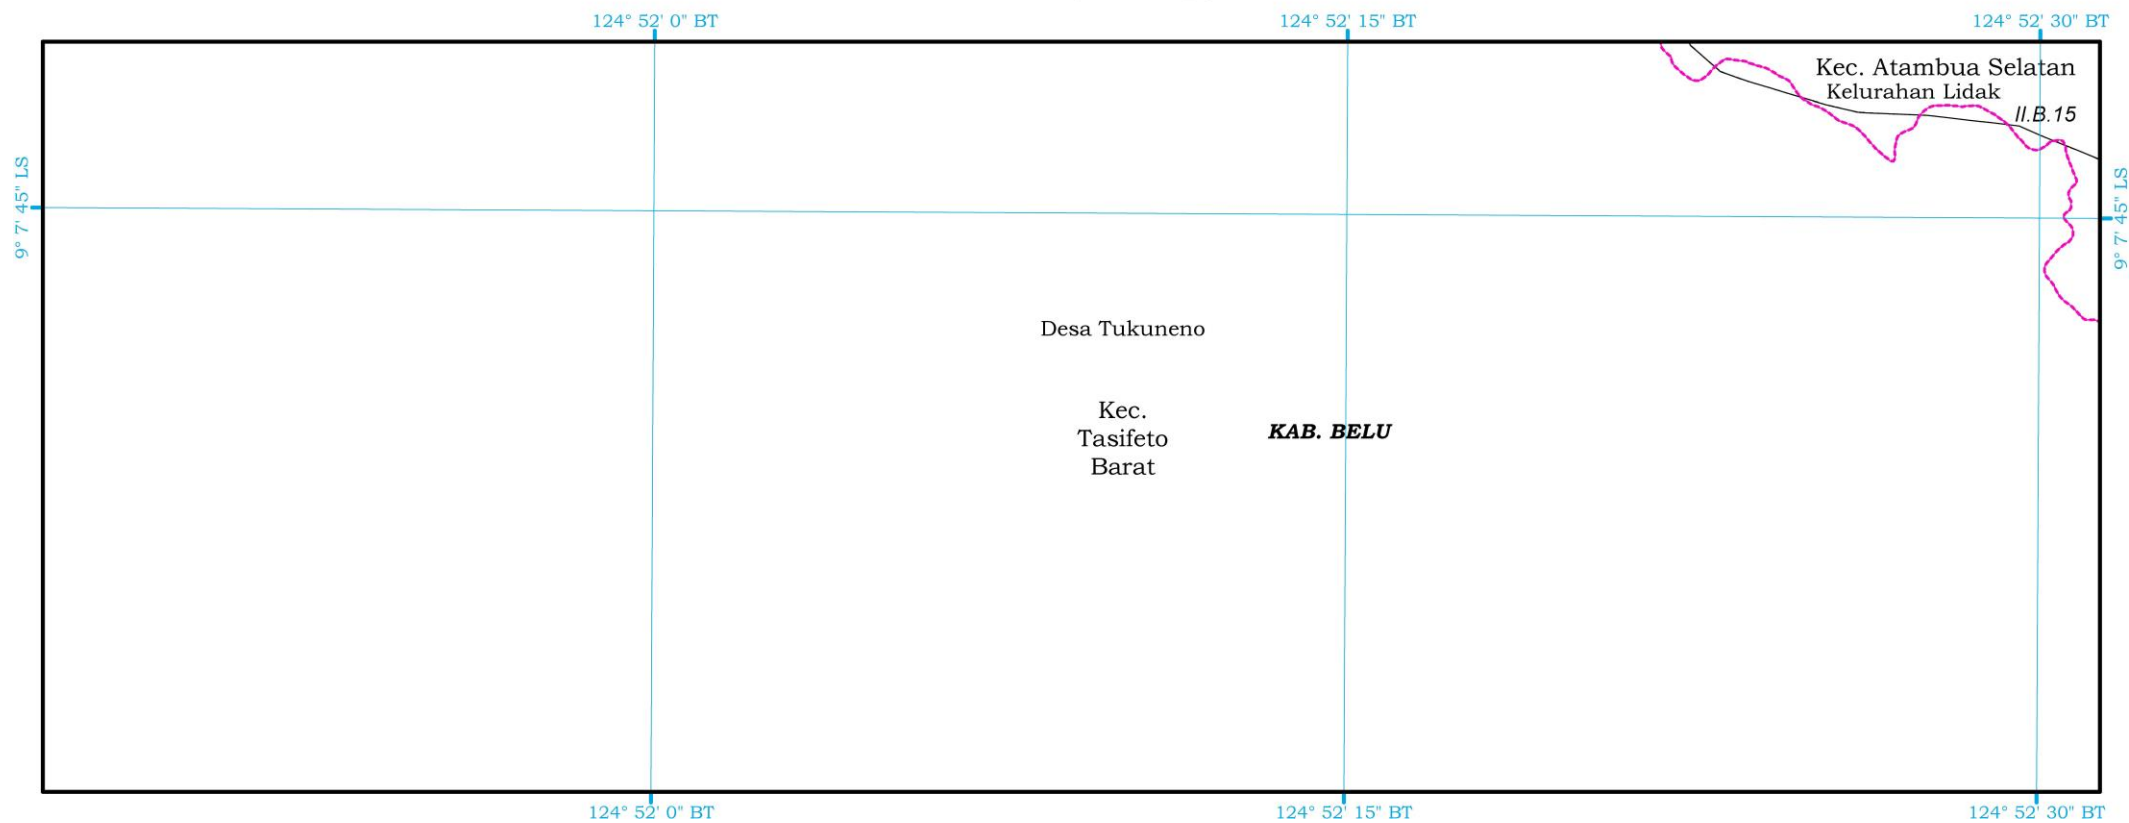 124° 52' 0" BT
124° 52' 15" BT
124° 52' 30" BT
Kec. Atambua Selatan
Kelurahan Lidak
II.B.15
9° 7' 45" LS
9° 7' 45" LS
Desa Tukuneno
Kec.
Tasifeto
Barat
KAB. BELU
124° 52' 0" BT
124° 52' 15" BT
124° 52' 30" BT